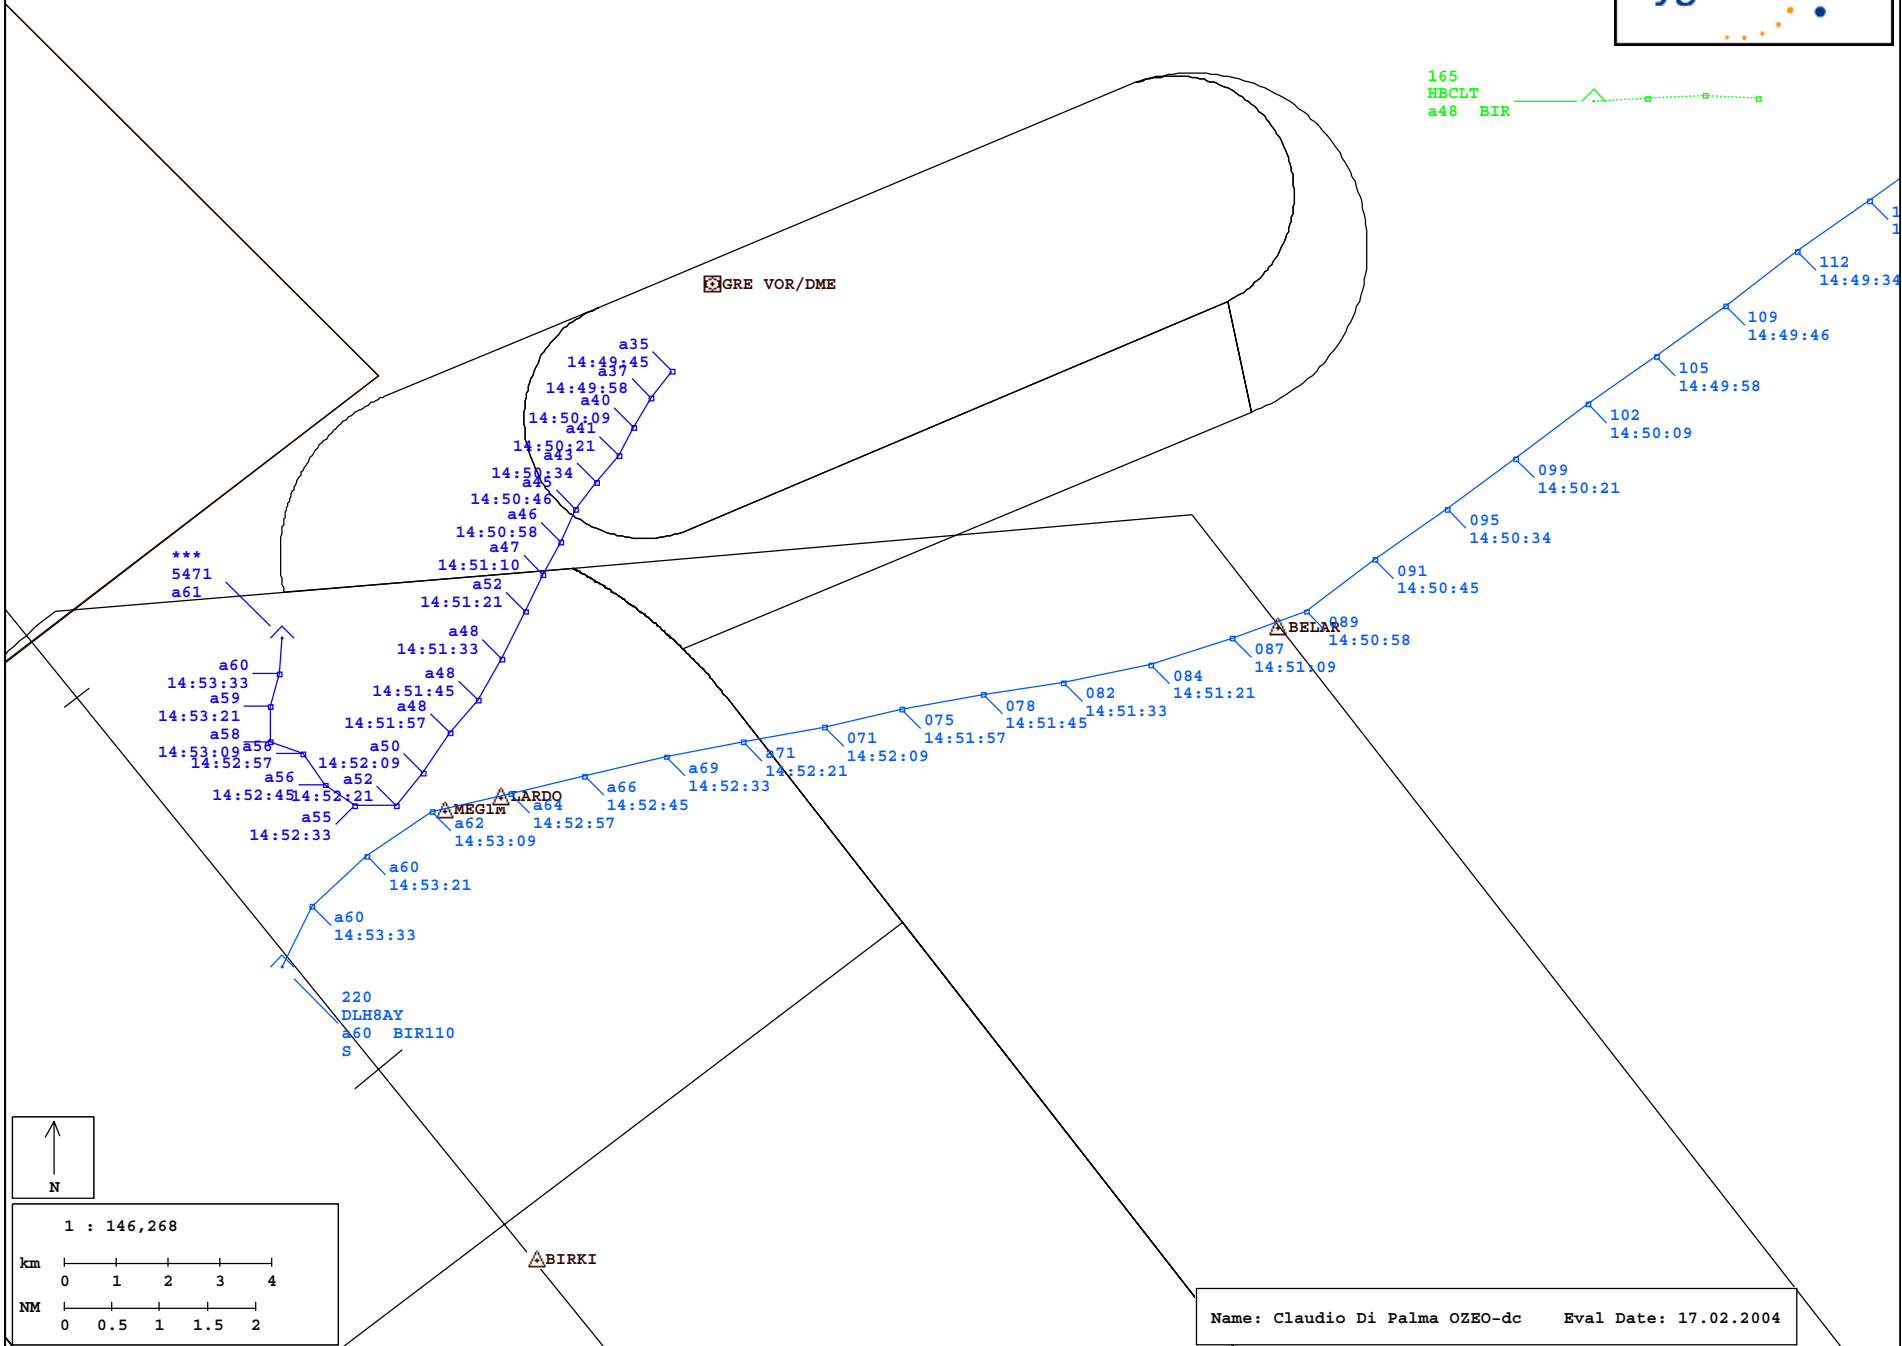 yg
165
HBCLT
a48 BIR
112
14:49:34
109
14:49:46
105
14:49:58
102
14:50:09
099
14:50:21
095
14:50:34
091
14:50:45
089
14:50:58
BELAR
087
14:51:09
084
14:51:21
082
14:51:33
078
14:51:45
075
14:51:57
071
14:52:09
a71
14:52:21
a69
14:52:33
a66
14:52:45
a64
14:52:57
a62
14:53:09
a60
14:53:21
a60
14:53:33
220
DLH8AY
a60 BIR110
S
GRE VOR/DME
a35
14:49:45
a37
14:49:58
a40
14:50:09
a41
14:50:21
a43
14:50:34
a45
14:50:46
a46
14:50:58
a47
14:51:10
a52
14:51:21
a48
14:51:33
a48
14:51:45
a48
14:51:57
a50
14:52:09
a52
14:52:21
a55
14:52:33
a56
14:52:45
a56
14:52:57
a58
14:53:09
a59
14:53:21
a60
14:53:33
***
5471
a61
LARDO
MEG1M
BIRKI
N
1 : 146,268
km
0 1 2 3 4
NM
0 0.5 1 1.5 2
Name: Claudio Di Palma OZEO-dc Eval Date: 17.02.2004